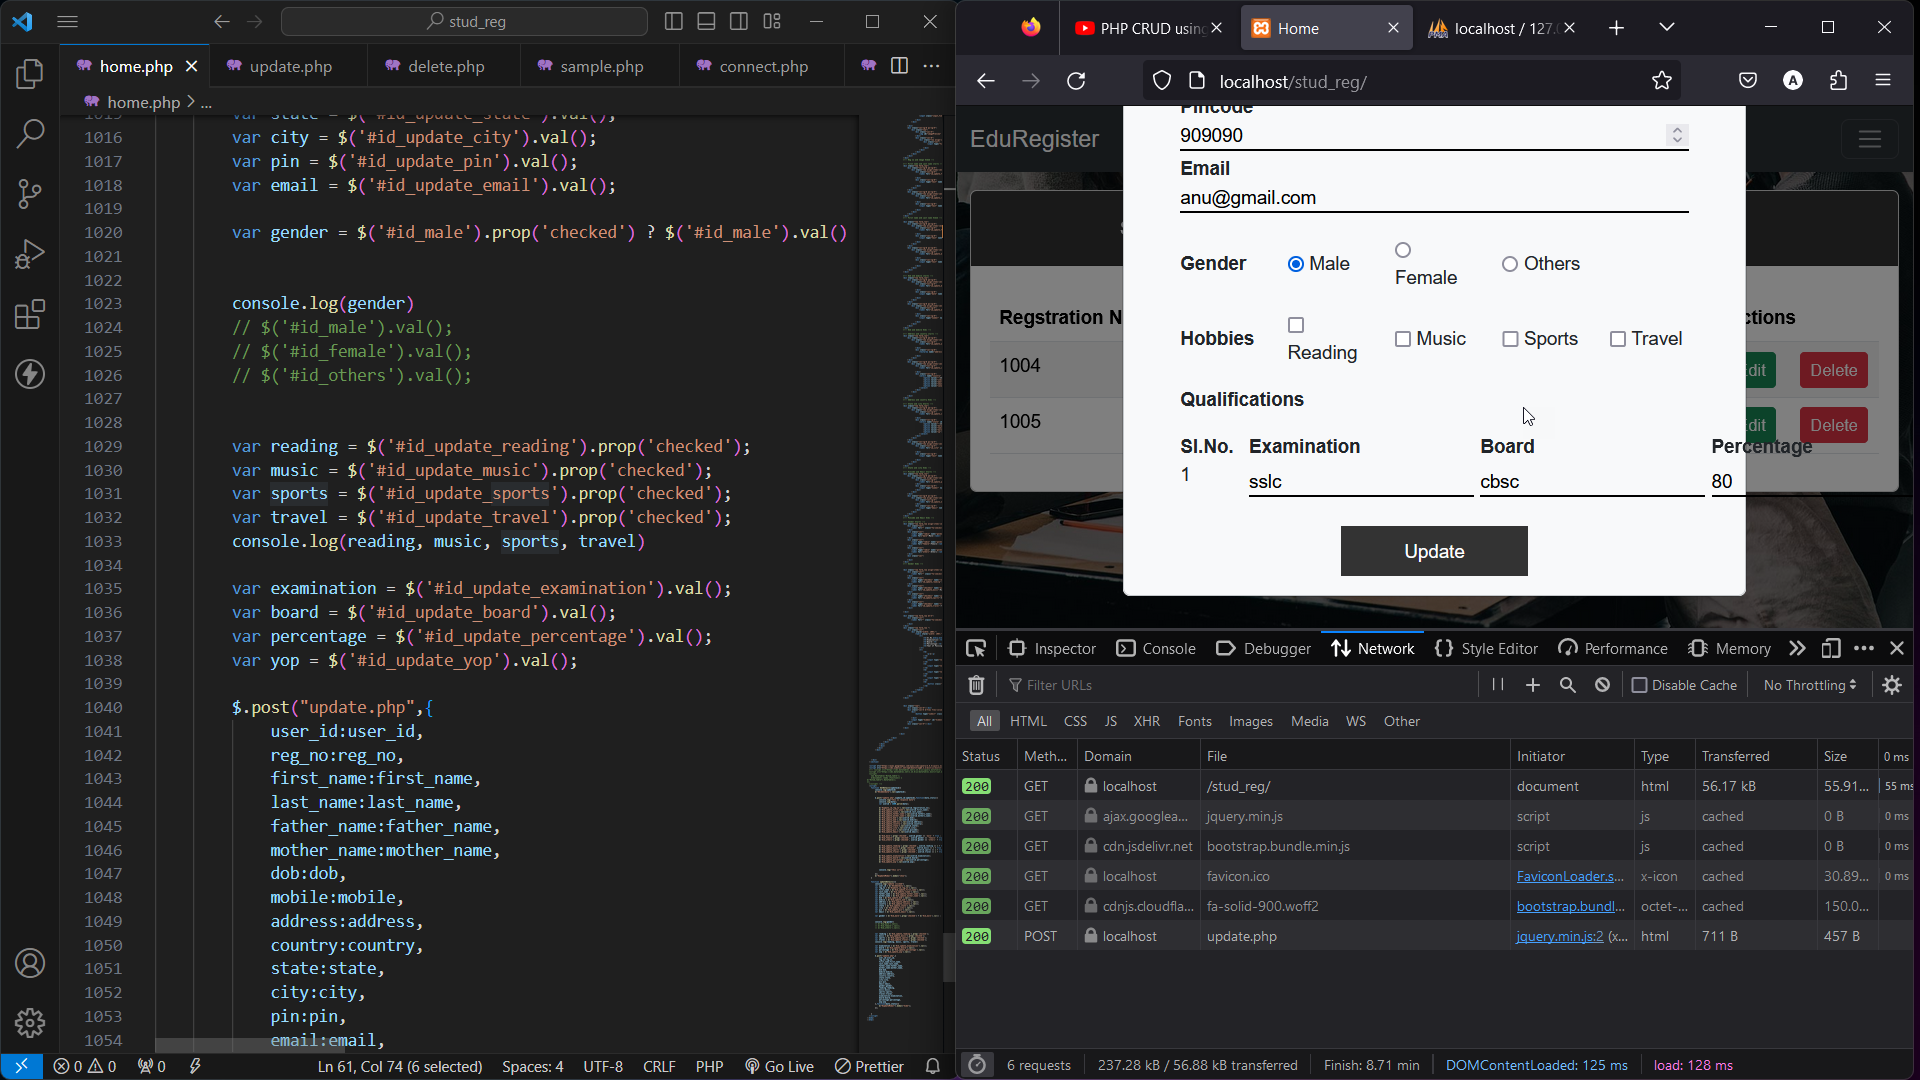 stud_reg
home.php
update.php
delete.php
sample.php
connect.php
home.php > ...
1016 var city = $('#id_update_city').val();
1017 var pin = $('#id_update_pin').val();
1018 var email = $('#id_update_email').val();
1019
1020 var gender = $('#id_male').prop('checked') ? $('#id_male').val()
1021
1022
1023 console.log(gender)
1024 // $('#id_male').val();
1025 // $('#id_female').val();
1026 // $('#id_others').val();
1027
1028
1029 var reading = $('#id_update_reading').prop('checked');
1030 var music = $('#id_update_music').prop('checked');
1031 var sports = $('#id_update_sports').prop('checked');
1032 var travel = $('#id_update_travel').prop('checked');
1033 console.log(reading, music, sports, travel)
1034
1035 var examination = $('#id_update_examination').val();
1036 var board = $('#id_update_board').val();
1037 var percentage = $('#id_update_percentage').val();
1038 var yop = $('#id_update_yop').val();
1039
1040 $.post("update.php",{
1041 user_id:user_id,
1042 reg_no:reg_no,
1043 first_name:first_name,
1044 last_name:last_name,
1045 father_name:father_name,
1046 mother_name:mother_name,
1047 dob:dob,
1048 mobile:mobile,
1049 address:address,
1050 country:country,
1051 state:state,
1052 city:city,
1053 pin:pin,
1054 email:email,
0 0 0 Ln 61, Col 74 (6 selected) Spaces: 4 UTF-8 CRLF PHP Go Live Prettier
PHP CRUD using
Home
localhost / 127.0
localhost/stud_reg/
EduRegister
Pincode
909090
Email
anu@gmail.com
Gender Male Female Others
Hobbies Reading Music Sports Travel
Qualifications
Sl.No. Examination Board Percentage
1 sslc cbsc 80
Update
Regstration N
ctions
1004 dit Delete
1005 dit Delete
Inspector Console Debugger Network Style Editor Performance Memory
Filter URLs Disable Cache No Throttling
All HTML CSS JS XHR Fonts Images Media WS Other
Status Meth... Domain File Initiator Type Transferred Size 0 ms
200 GET localhost /stud_reg/ document html 56.17 kB 55.91... 55 ms
200 GET ajax.googlea... jquery.min.js script js cached 0 B 0 ms
200 GET cdn.jsdelivr.net bootstrap.bundle.min.js script js cached 0 B 0 ms
200 GET localhost favicon.ico FaviconLoader.s... x-icon cached 30.89... 0 ms
200 GET cdnjs.cloudfla... fa-solid-900.woff2 bootstrap.bundl... octet-... cached 150.0...
200 POST localhost update.php jquery.min.js:2 (x... html 711 B 457 B
6 requests 237.28 kB / 56.88 kB transferred Finish: 8.71 min DOMContentLoaded: 125 ms load: 128 ms